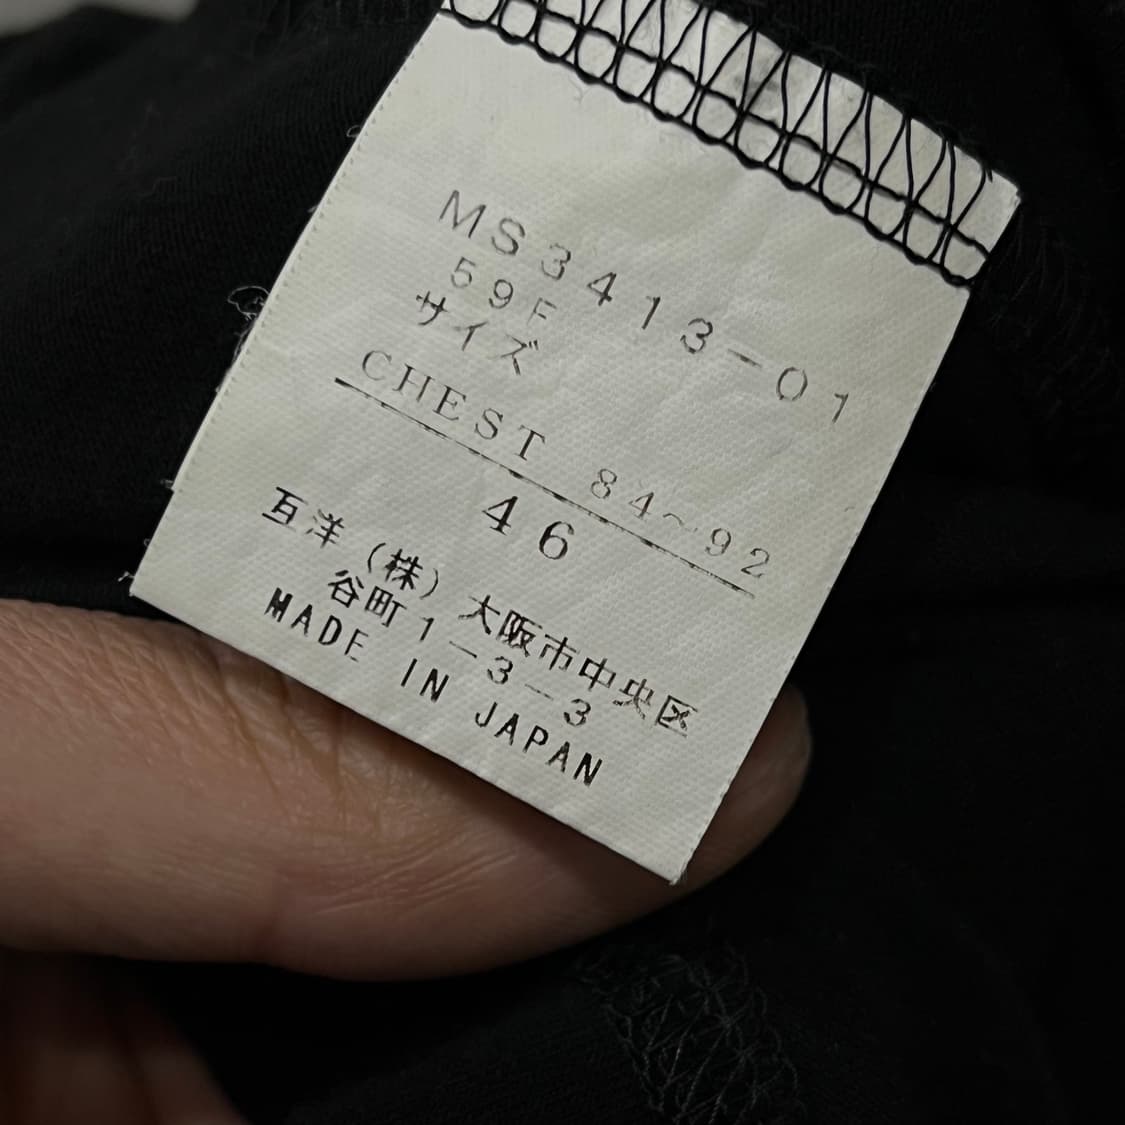 MS3413-01
59F
サイズ
CHEST 84~92
46
互洋(株)大阪市中央区
谷町1-3-3
MADE IN JAPAN